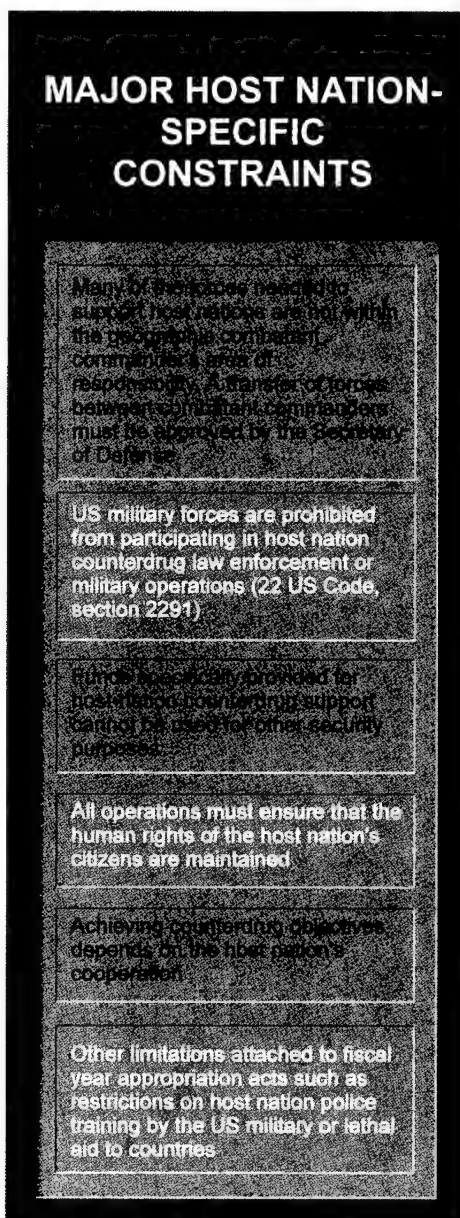 MAJOR HOST NATION-
SPECIFIC
CONSTRAINTS
Many of the forces needed to
support host nations are not within
the geographic combatant
commander's area of
responsibility. A transfer of forces
between combatant commanders
must be approved by the Secretary
of Defense
US military forces are prohibited
from participating in host nation
counterdrug law enforcement or
military operations (22 US Code,
section 2291)
Funds specifically provided for
host-nation counterdrug support
cannot be used for other security
purposes
All operations must ensure that the
human rights of the host nation's
citizens are maintained
Achieving counterdrug objectives
depends on the host nation's
cooperation
Other limitations attached to fiscal
year appropriation acts such as
restrictions on host nation police
training by the US military or lethal
aid to countries